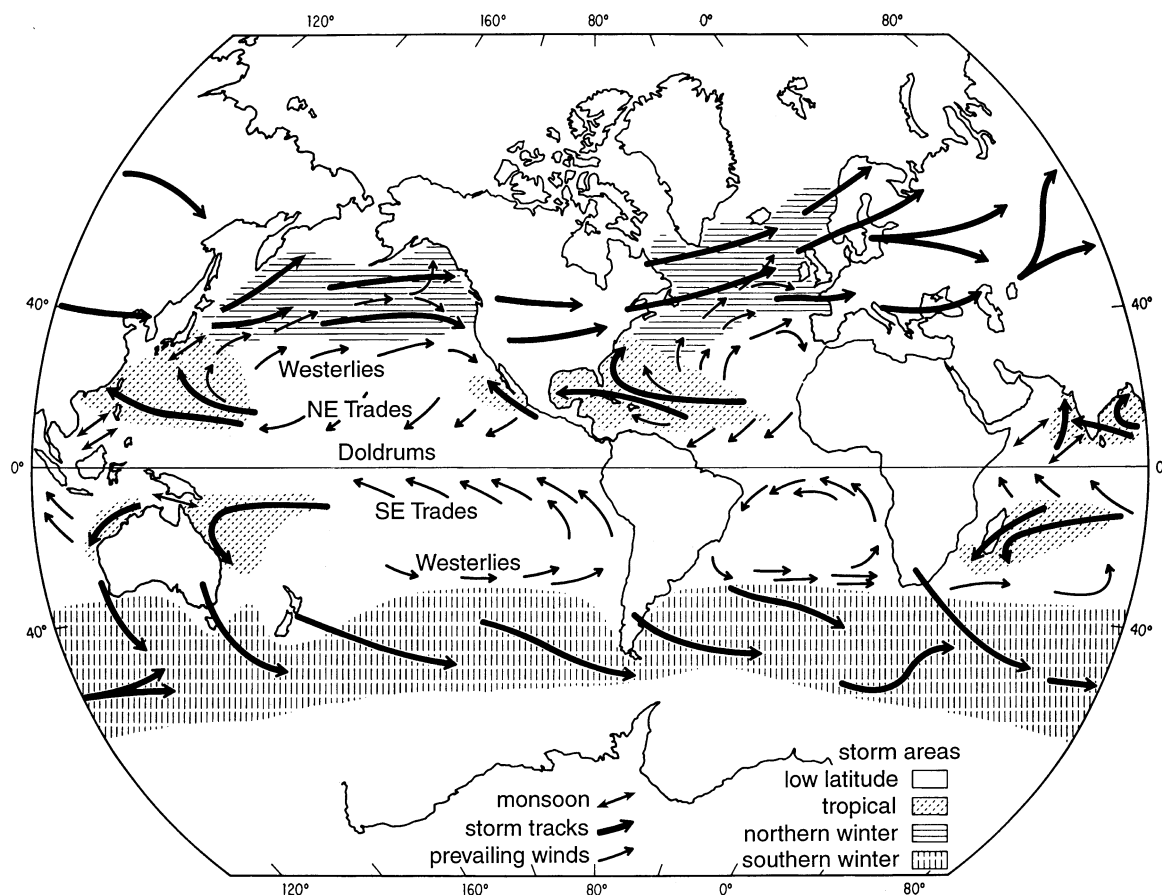 120° 160° 80° 0° 80°
40° 40°
Westerlies
NE Trades
Doldrums
0° 0
SE Trades
Westerlies
40° 40°
storm areas
low latitude
monsoon
tropical
storm tracks
northern winter
prevailing winds
southern winter
120° 160° 80° 0° 80°